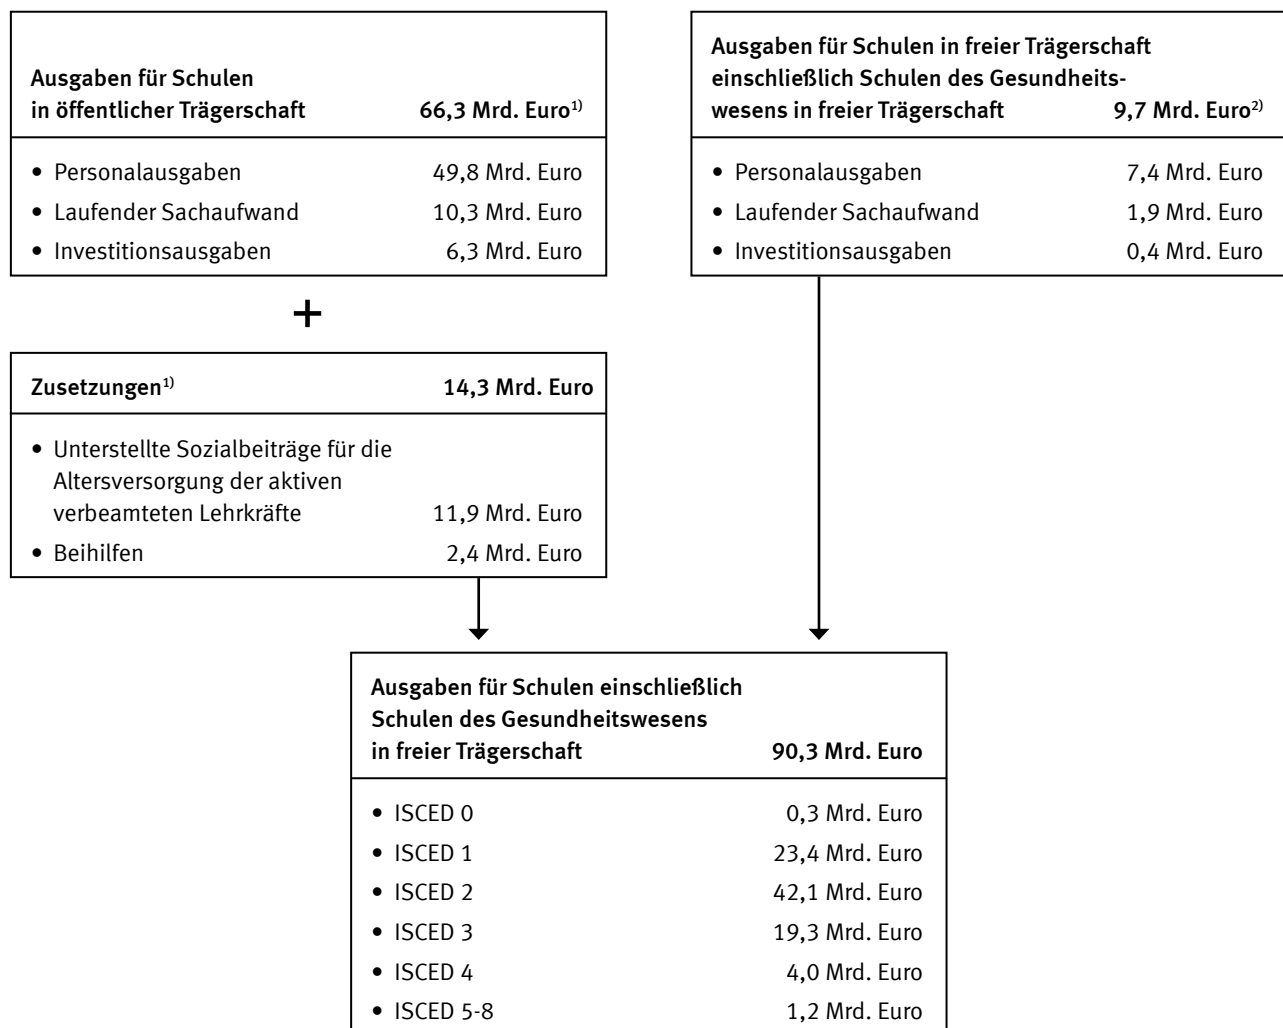 Ausgaben für Schulen
in öffentlicher Trägerschaft 66,3 Mrd. Euro1)
• Personalausgaben 49,8 Mrd. Euro
• Laufender Sachaufwand 10,3 Mrd. Euro
• Investitionsausgaben 6,3 Mrd. Euro
+
Zusetzungen1) 14,3 Mrd. Euro
• Unterstellte Sozialbeiträge für die
Altersversorgung der aktiven
verbeamteten Lehrkräfte 11,9 Mrd. Euro
• Beihilfen 2,4 Mrd. Euro
Ausgaben für Schulen in freier Trägerschaft
einschließlich Schulen des Gesundheits-
wesens in freier Trägerschaft 9,7 Mrd. Euro2)
• Personalausgaben 7,4 Mrd. Euro
• Laufender Sachaufwand 1,9 Mrd. Euro
• Investitionsausgaben 0,4 Mrd. Euro
Ausgaben für Schulen einschließlich
Schulen des Gesundheitswesens
in freier Trägerschaft 90,3 Mrd. Euro
• ISCED 0 0,3 Mrd. Euro
• ISCED 1 23,4 Mrd. Euro
• ISCED 2 42,1 Mrd. Euro
• ISCED 3 19,3 Mrd. Euro
• ISCED 4 4,0 Mrd. Euro
• ISCED 5-8 1,2 Mrd. Euro